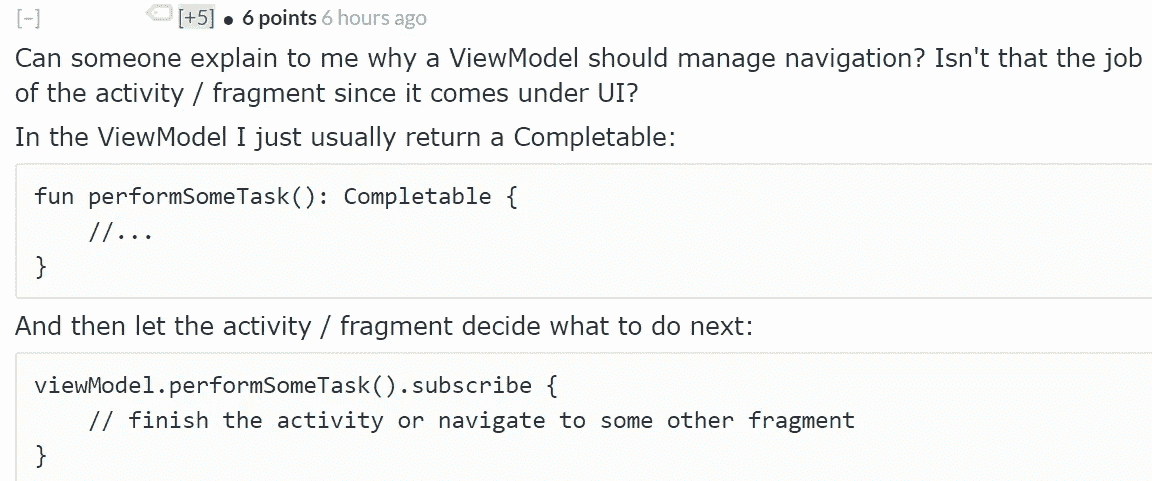 [-] [+5] • 6 points 6 hours ago
Can someone explain to me why a ViewModel should manage navigation? Isn't that the job
of the activity / fragment since it comes under UI?
In the ViewModel I just usually return a Completable:
fun performSomeTask(): Completable {
    //...
}
And then let the activity / fragment decide what to do next:
viewModel.performSomeTask().subscribe {
    // finish the activity or navigate to some other fragment
}